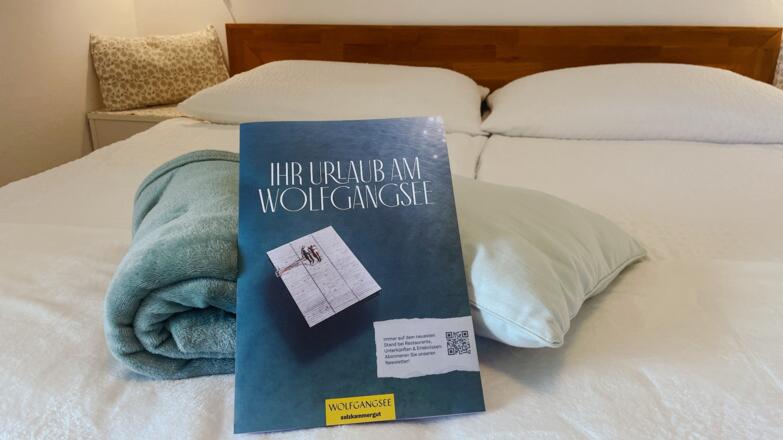 IHR URLAUB AM
WOLFGANGSEE
Immer auf dem neuesten
Stand bei Restaurants,
Unterkünften & Erlebnissen:
Abonnieren Sie unseren
Newsletter!
WOLFGANGSEE
salzkammergut